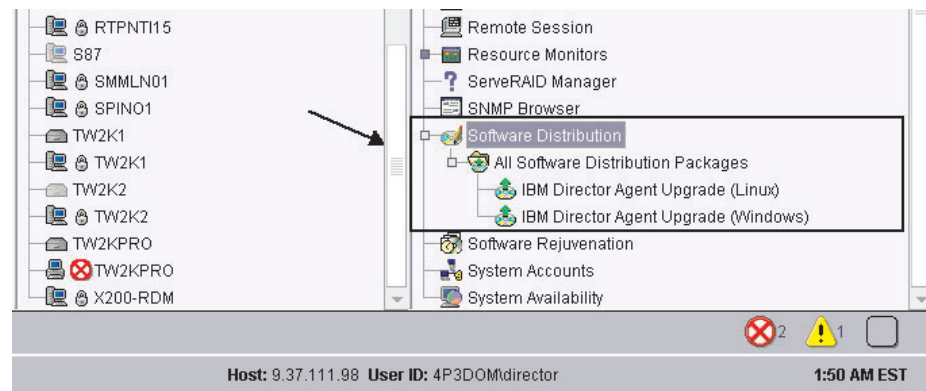 RTPNTI15
S87
SMMLN01
SPINO1
TW2K1
TW2K1
TW2K2
TW2K2
TW2KPRO
TW2KPRO
X200-RDM
Remote Session
Resource Monitors
ServeRAID Manager
SNMP Browser
Software Distribution
All Software Distribution Packages
IBM Director Agent Upgrade (Linux)
IBM Director Agent Upgrade (Windows)
Software Rejuvenation
System Accounts
System Availability
2 1
Host: 9.37.111.98 User ID: 4P3DOM\director 1:50 AM EST